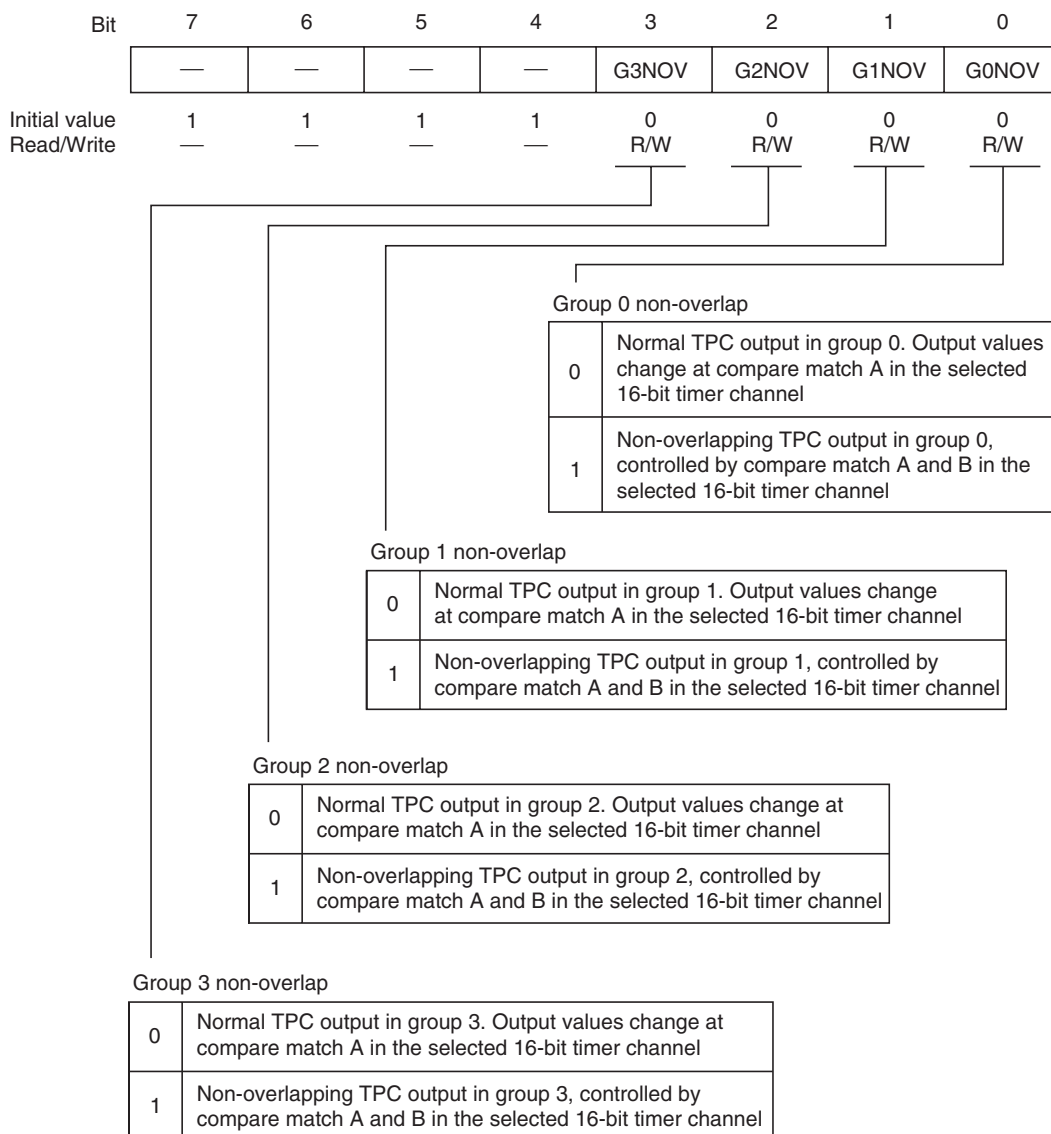 Bit 7 6 5 4 3 2 1 0
— — — — G3NOV G2NOV G1NOV G0NOV
Initial value 1 1 1 1 0 0 0 0
Read/Write — — — — R/W R/W R/W R/W
Group 0 non-overlap
0 Normal TPC output in group 0. Output values
change at compare match A in the selected
16-bit timer channel
1 Non-overlapping TPC output in group 0,
controlled by compare match A and B in the
selected 16-bit timer channel
Group 1 non-overlap
0 Normal TPC output in group 1. Output values change
at compare match A in the selected 16-bit timer channel
1 Non-overlapping TPC output in group 1, controlled by
compare match A and B in the selected 16-bit timer channel
Group 2 non-overlap
0 Normal TPC output in group 2. Output values change at
compare match A in the selected 16-bit timer channel
1 Non-overlapping TPC output in group 2, controlled by
compare match A and B in the selected 16-bit timer channel
Group 3 non-overlap
0 Normal TPC output in group 3. Output values change at
compare match A in the selected 16-bit timer channel
1 Non-overlapping TPC output in group 3, controlled by
compare match A and B in the selected 16-bit timer channel